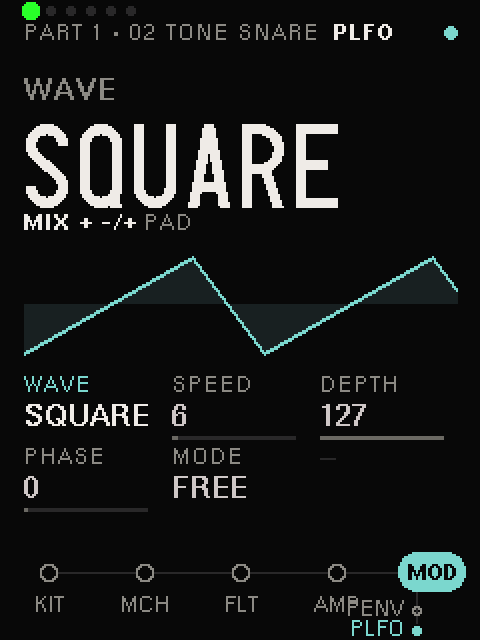 PART 1 · 02 TONE SNARE PLFO
WAVE
SQUARE
MIX + -/+ PAD
WAVE SPEED DEPTH
SQUARE 6 127
PHASE MODE —
0 FREE
MOD
KIT MCH FLT AMP PENV
PLFO